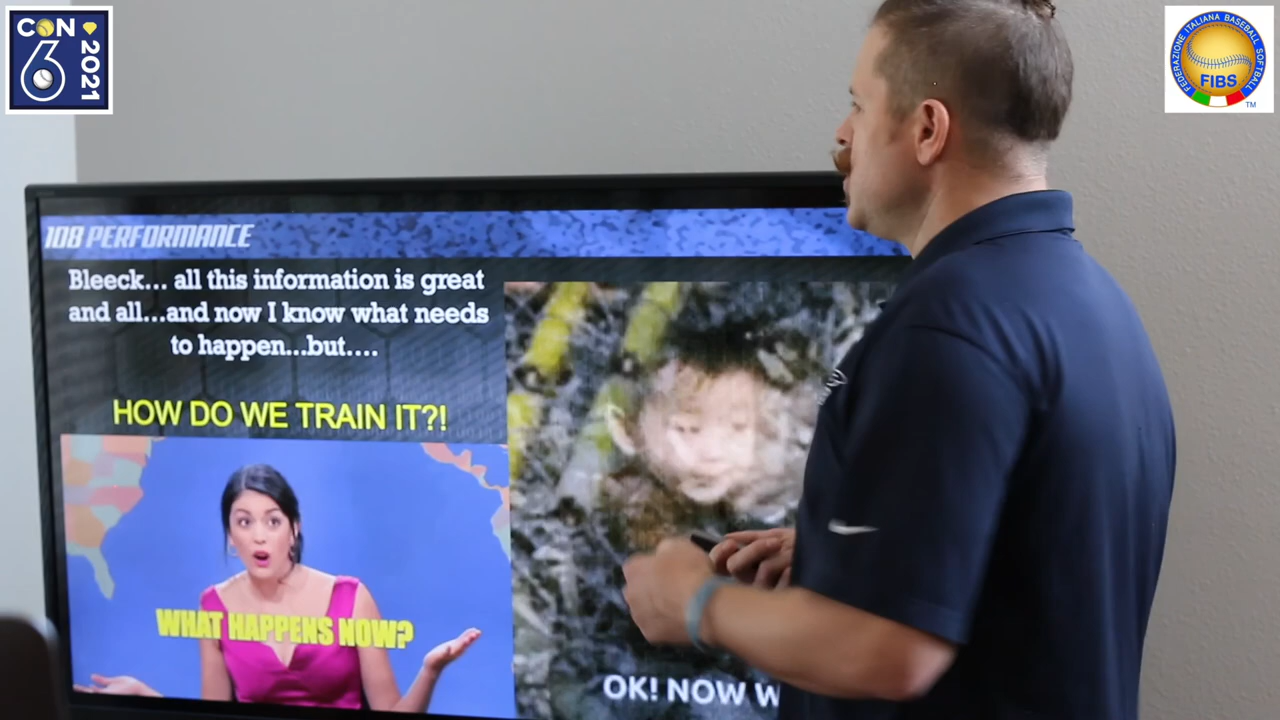 CON
6
2021
FEDERAZIONE ITALIANA BASEBALL SOFTBALL
FIBS
TM
108 PERFORMANCE
Bleeck... all this information is great
and all...and now I know what needs
to happen...but....
HOW DO WE TRAIN IT?!
WHAT HAPPENS NOW?
OK! NOW W